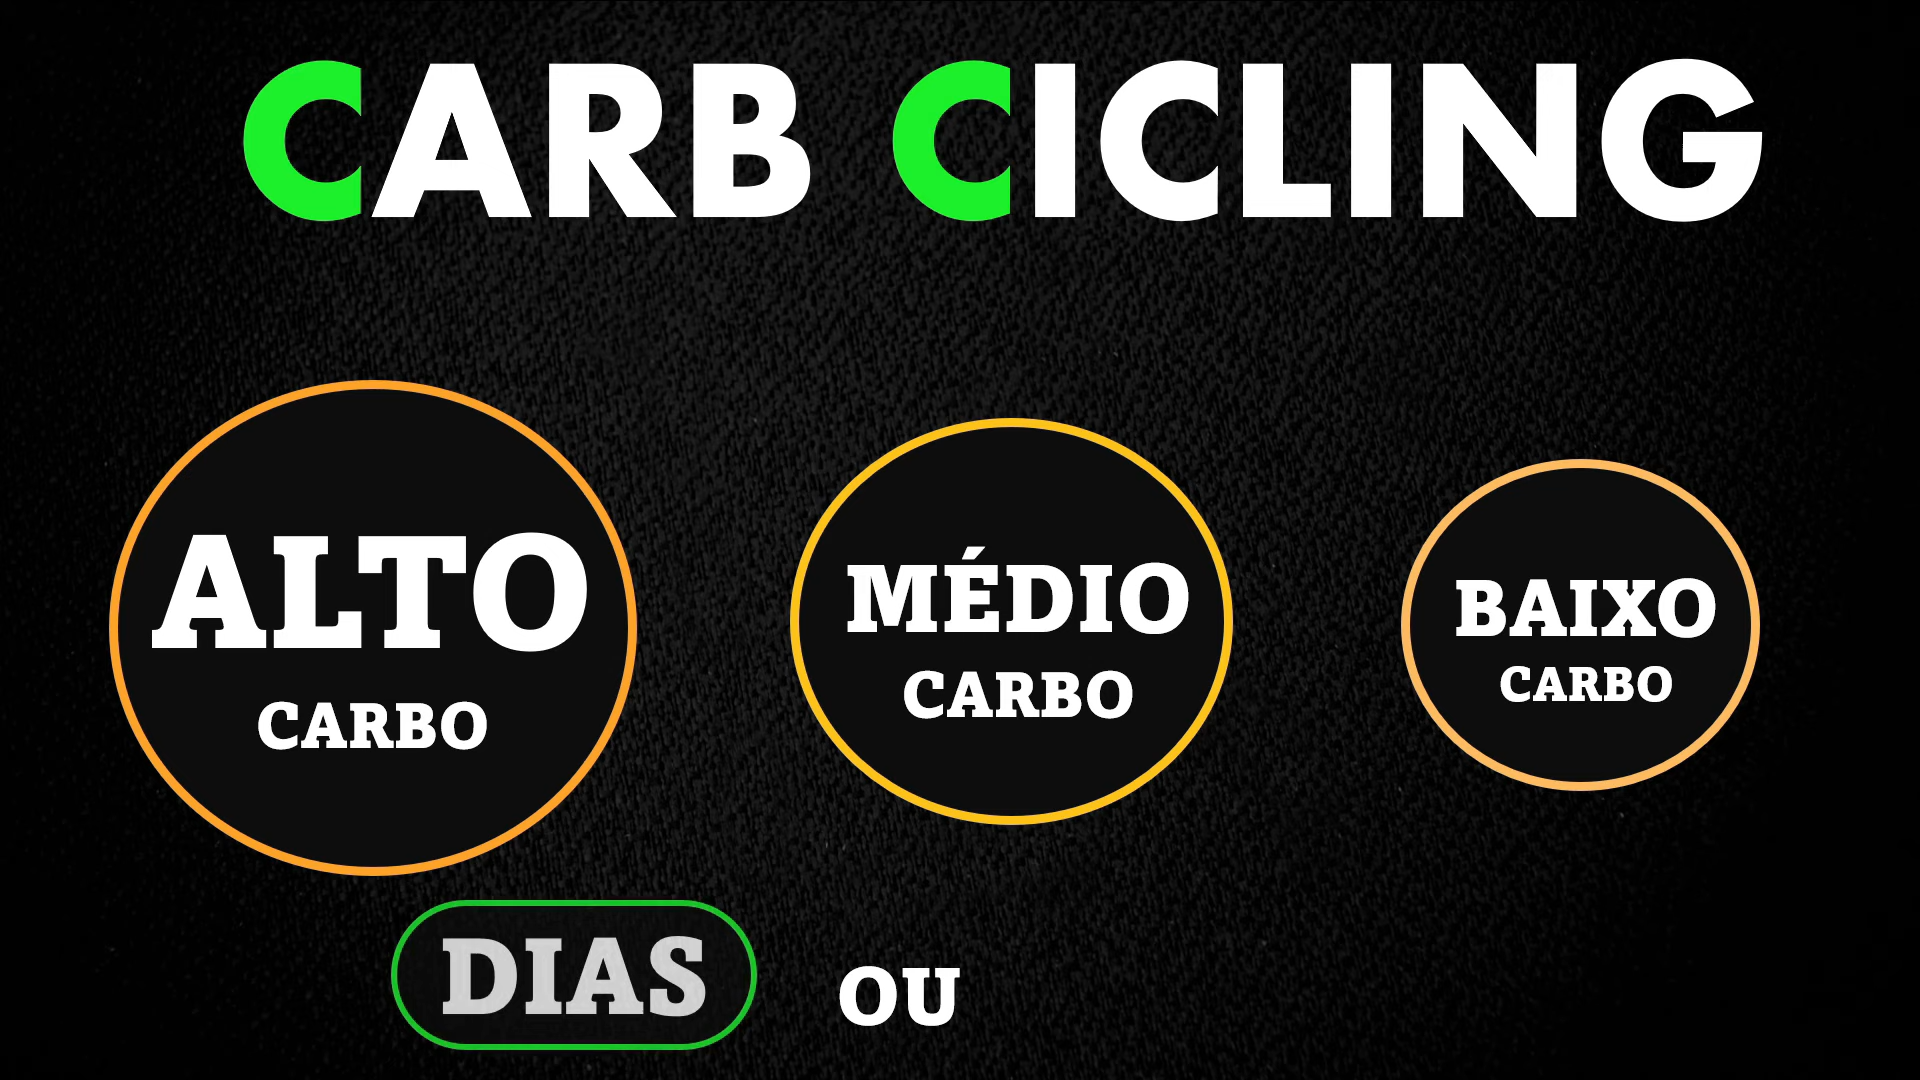 CARB CICLING
ALTO
CARBO
MÉDIO
CARBO
BAIXO
CARBO
DIAS
OU